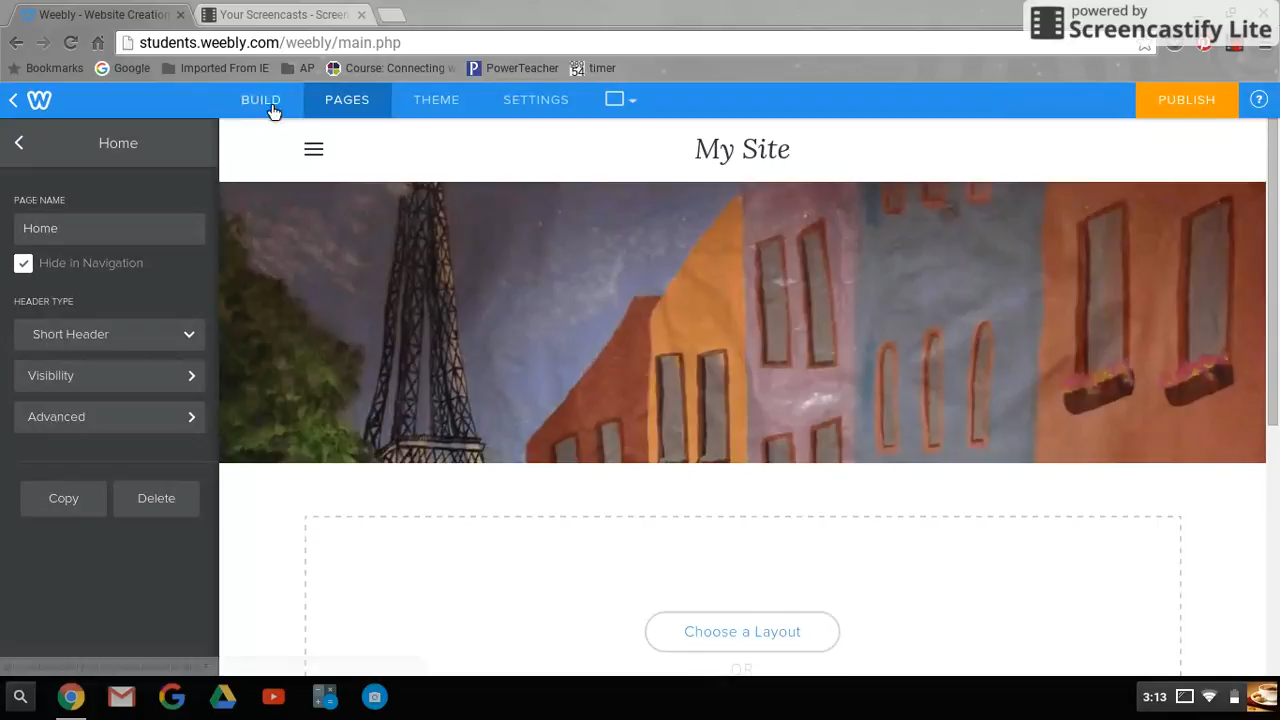 Weebly - Website Creation
Your Screencasts - Screen
powered by
Screencastify Lite
students.weebly.com/weebly/main.php
Bookmarks Google Imported From IE AP Course: Connecting w PowerTeacher timer
BUILD PAGES THEME SETTINGS PUBLISH ?
Home
My Site
PAGE NAME
Home
Hide in Navigation
HEADER TYPE
Short Header
Visibility
Advanced
Copy Delete
Choose a Layout
OR
3:13